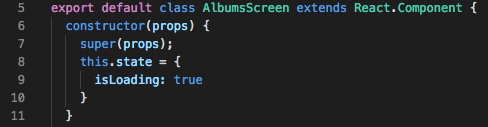 5 export default class AlbumsScreen extends React.Component {
6 constructor(props) {
7 super(props);
8 this.state = {
9 isLoading: true
10 }
11 }